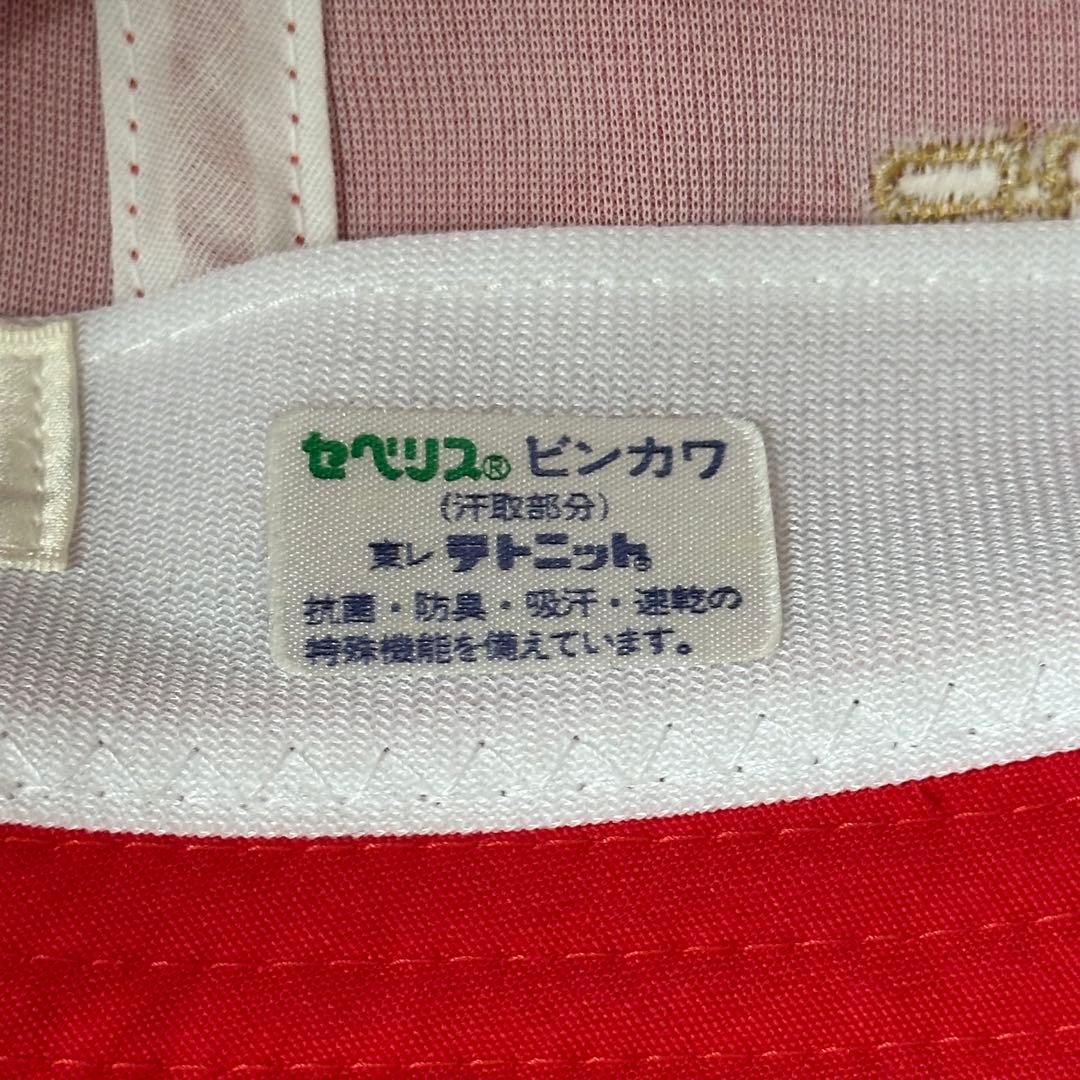 セベリス® ビンカワ
(汗取部分)
東レ テトニット®
抗菌・防臭・吸汗・速乾の
特殊機能を備えています。